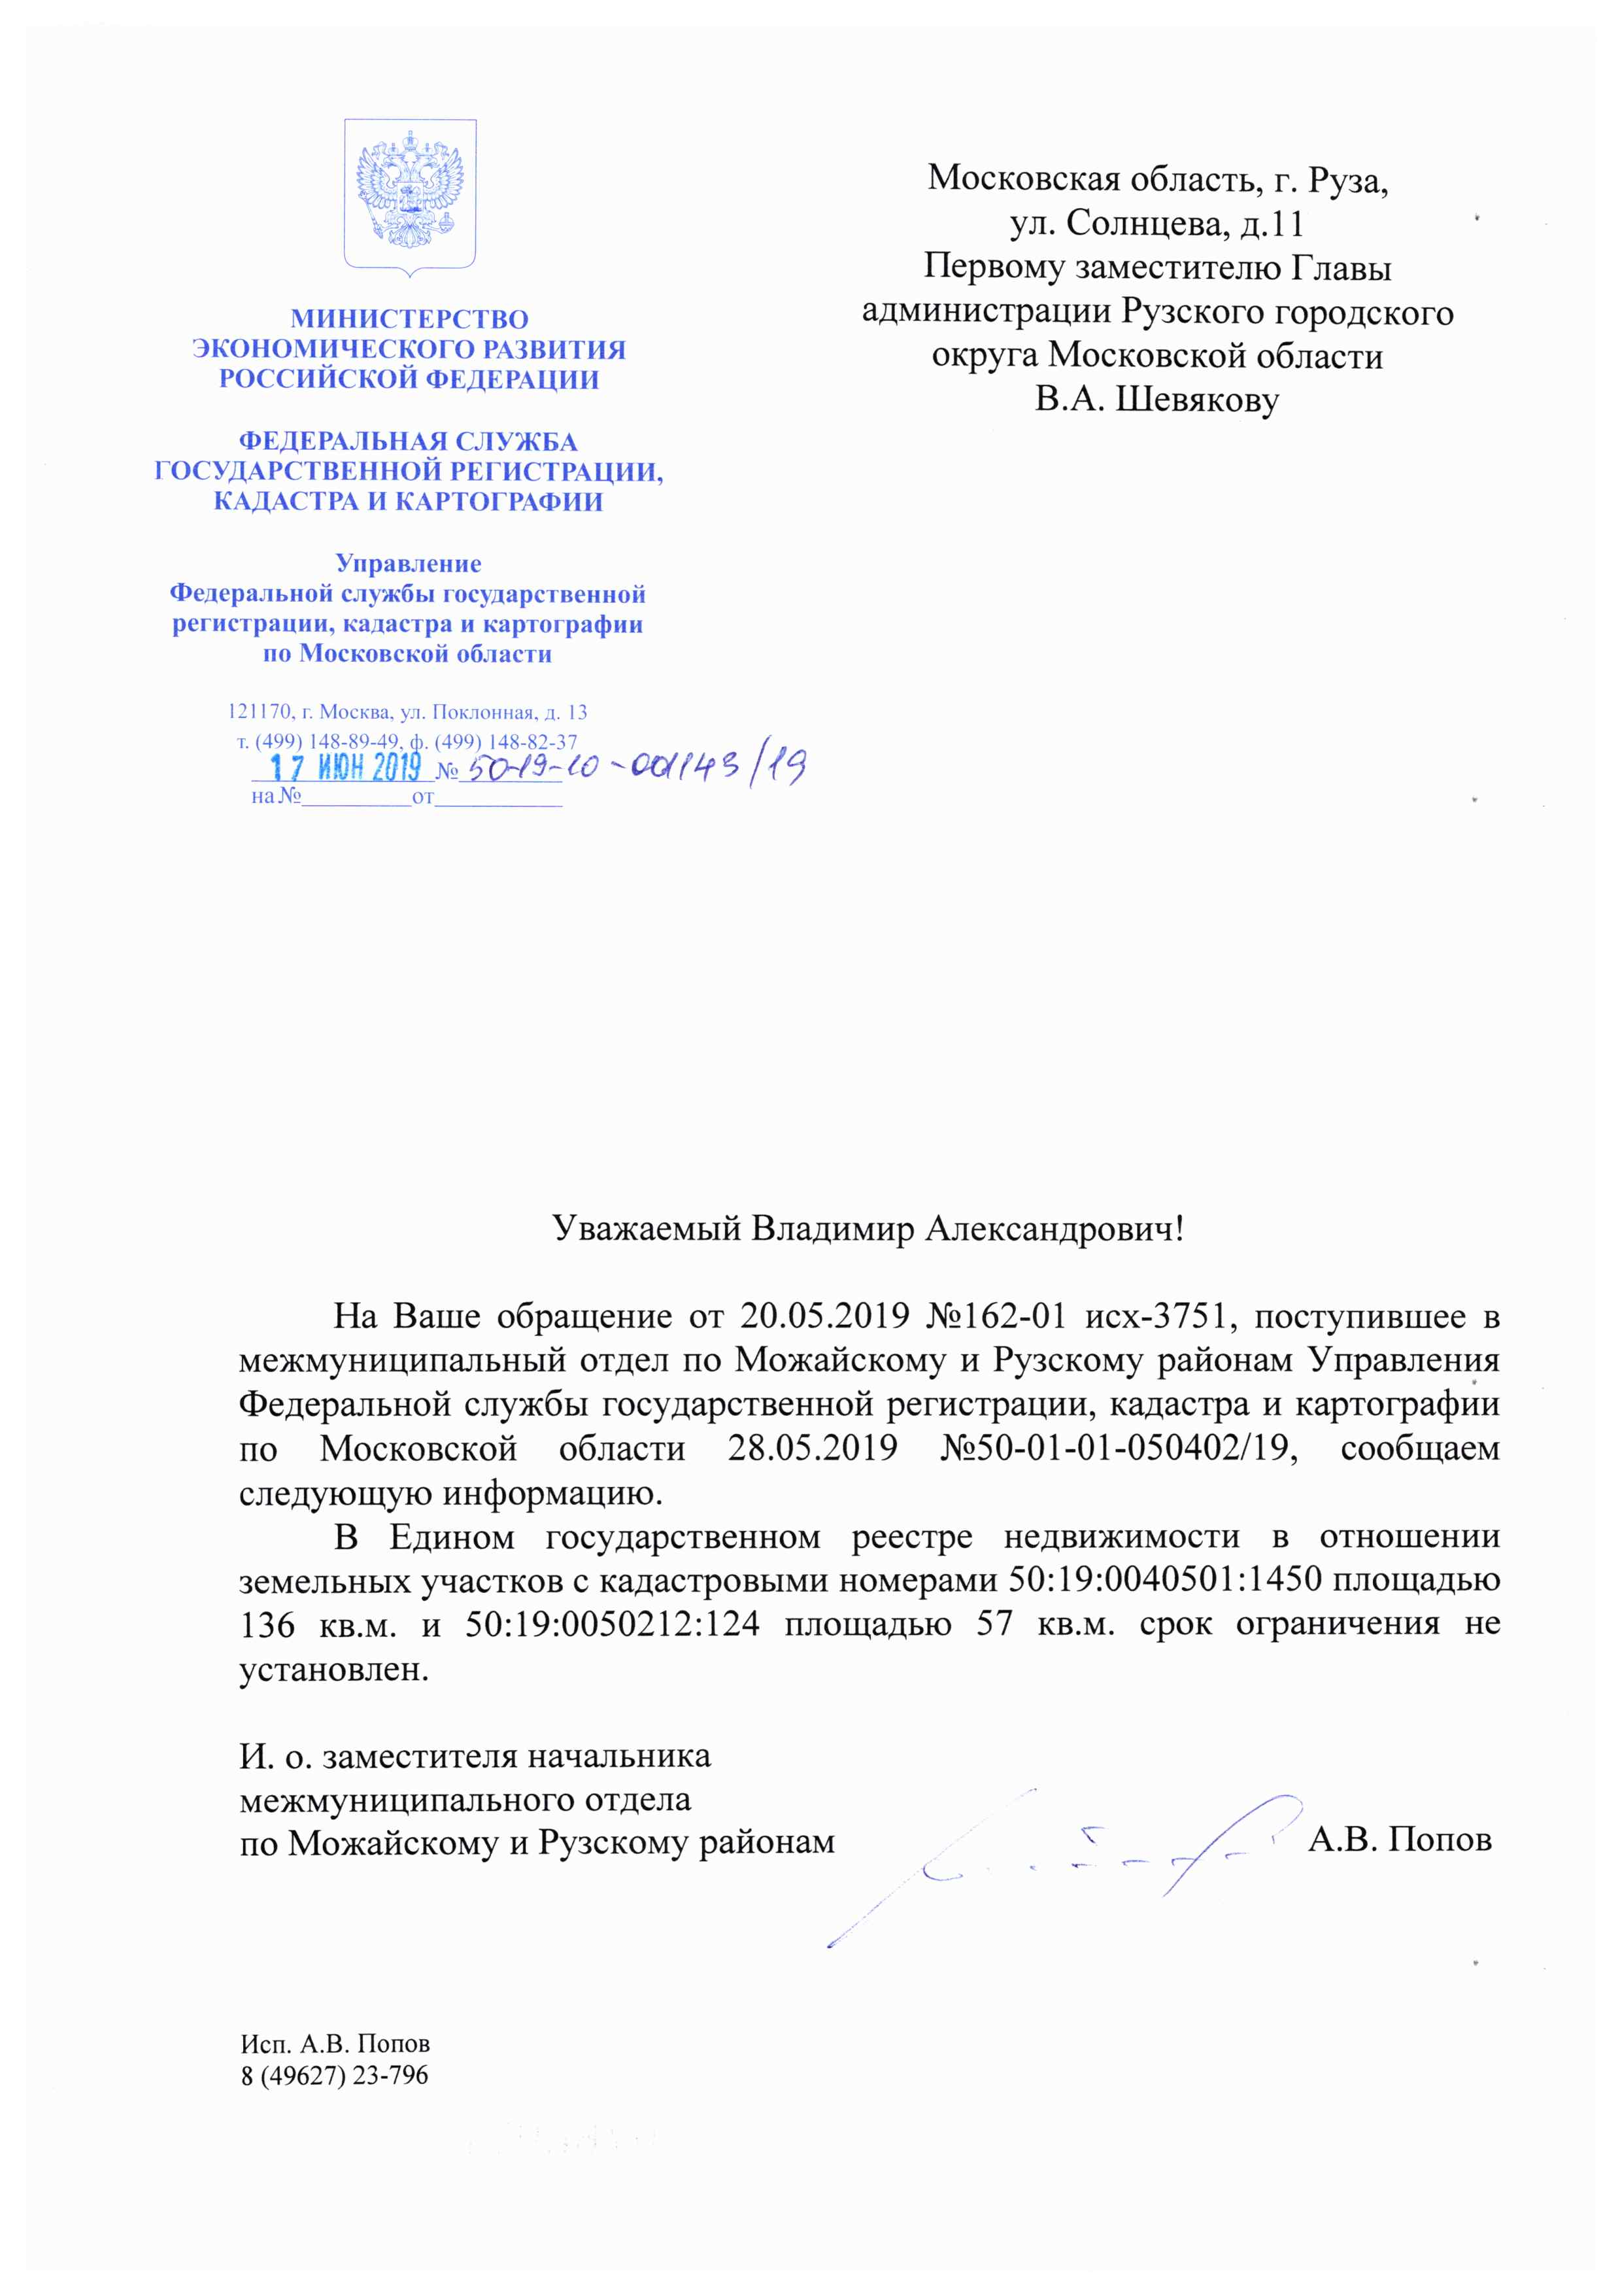 МИНИСТЕРСТВО
ЭКОНОМИЧЕСКОГО РАЗВИТИЯ
РОССИЙСКОЙ ФЕДЕРАЦИИ
ФЕДЕРАЛЬНАЯ СЛУЖБА
ГОСУДАРСТВЕННОЙ РЕГИСТРАЦИИ,
КАДАСТРА И КАРТОГРАФИИ
Управление
Федеральной службы государственной
регистрации, кадастра и картографии
по Московской области
121170, г. Москва, ул. Поклонная, д. 13
т. (499) 148-89-49, ф. (499) 148-82-37
17 ИЮН 2019 № 50-19-10-001143/19
на № от
Московская область, г. Руза,
ул. Солнцева, д.11
Первому заместителю Главы
администрации Рузского городского
округа Московской области
В.А. Шевякову
Уважаемый Владимир Александрович!
На Ваше обращение от 20.05.2019 №162-01 исх-3751, поступившее в
межмуниципальный отдел по Можайскому и Рузскому районам Управления
Федеральной службы государственной регистрации, кадастра и картографии
по Московской области 28.05.2019 №50-01-01-050402/19, сообщаем
следующую информацию.
В Едином государственном реестре недвижимости в отношении
земельных участков с кадастровыми номерами 50:19:0040501:1450 площадью
136 кв.м. и 50:19:0050212:124 площадью 57 кв.м. срок ограничения не
установлен.
И. о. заместителя начальника
межмуниципального отдела
по Можайскому и Рузскому районам
А.В. Попов
Исп. А.В. Попов
8 (49627) 23-796